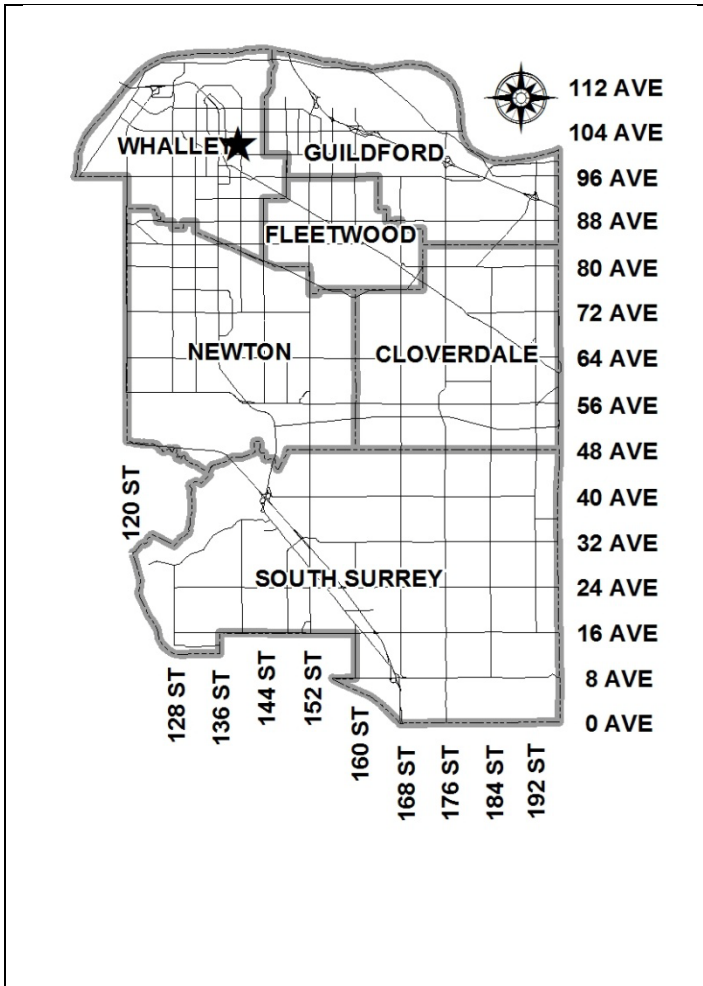 112 AVE
104 AVE
WHALLEY
GUILDFORD
96 AVE
88 AVE
FLEETWOOD
80 AVE
72 AVE
NEWTON
CLOVERDALE
64 AVE
56 AVE
48 AVE
120 ST
40 AVE
32 AVE
SOUTH SURREY
24 AVE
16 AVE
8 AVE
0 AVE
128 ST
136 ST
144 ST
152 ST
160 ST
168 ST
176 ST
184 ST
192 ST